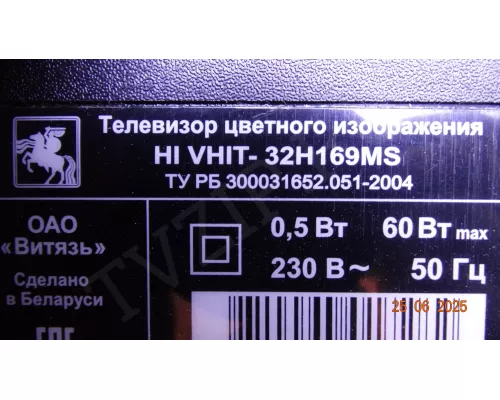 Телевизор цветного изображения
HI VHIT- 32H169MS
ТУ РБ 300031652.051-2004
ОАО
«Витязь»
Сделано
в Беларуси
0,5 Вт 60 Вт max
230 В ~ 50 Гц
25 06 2025
TVZIP